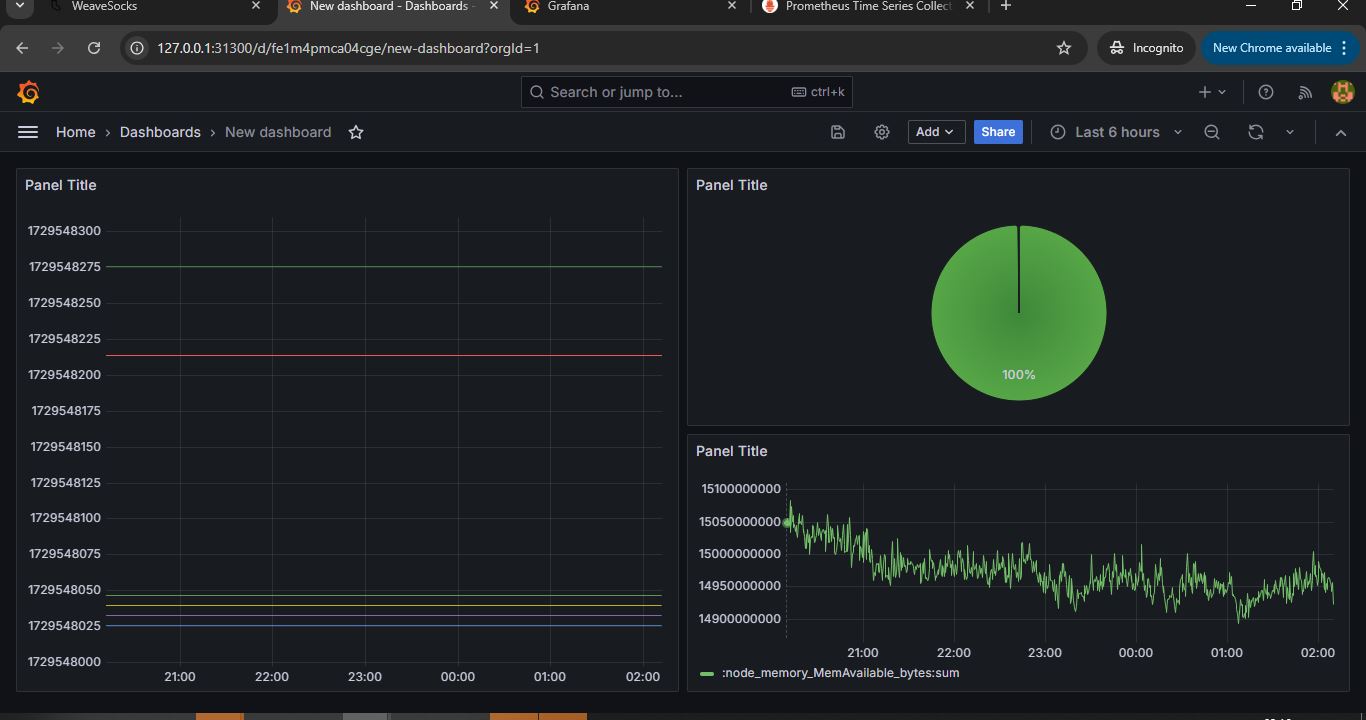 WeaveSocks
New dashboard - Dashboards -
Grafana
Prometheus Time Series Collect
127.0.0.1:31300/d/fe1m4pmca04cge/new-dashboard?orgId=1
Incognito
New Chrome available
Search or jump to...
ctrl+k
Home › Dashboards › New dashboard
Add
Share
Last 6 hours
Panel Title
1729548300
1729548275
1729548250
1729548225
1729548200
1729548175
1729548150
1729548125
1729548100
1729548075
1729548050
1729548025
1729548000
21:00 22:00 23:00 00:00 01:00 02:00
Panel Title
100%
Panel Title
15100000000
15050000000
15000000000
14950000000
14900000000
21:00 22:00 23:00 00:00 01:00 02:00
:node_memory_MemAvailable_bytes:sum